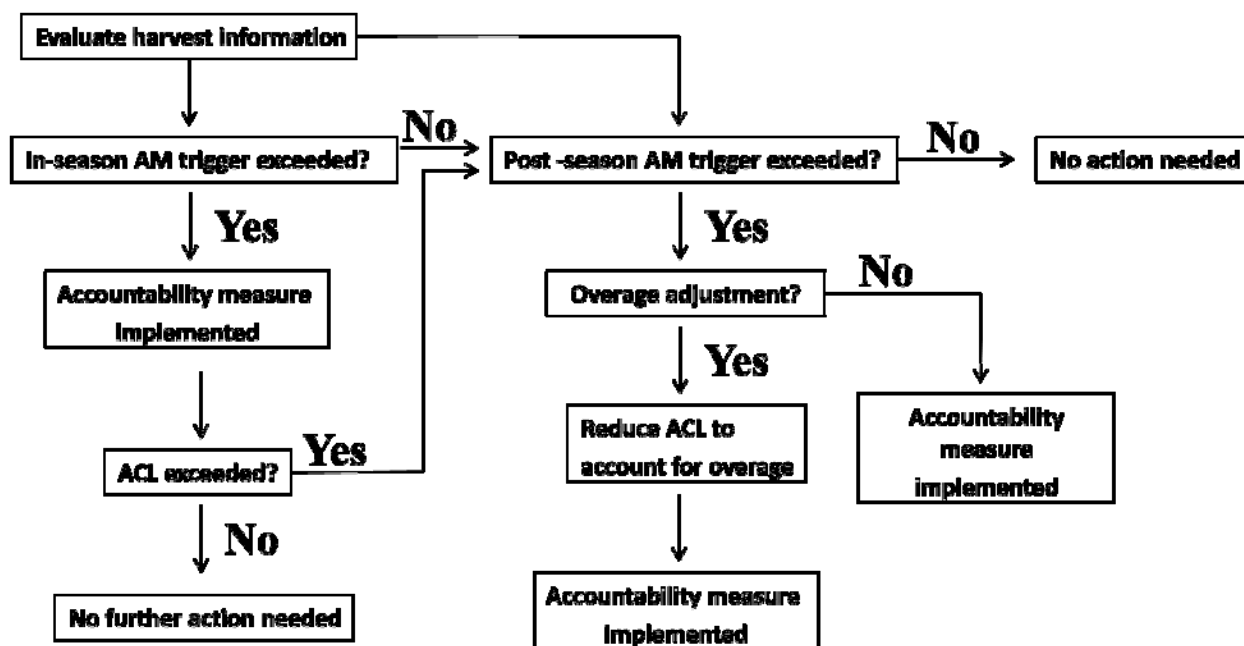 Evaluate harvest information
No
In-season AM trigger exceeded?
Post -season AM trigger exceeded?
No
No action needed
Yes
Yes
Accountability measure
Implemented
Overage adjustment?
No
Yes
ACL exceeded?
Yes
Reduce ACL to
account for overage
Accountability
measure
implemented
No
No further action needed
Accountability measure
Implemented